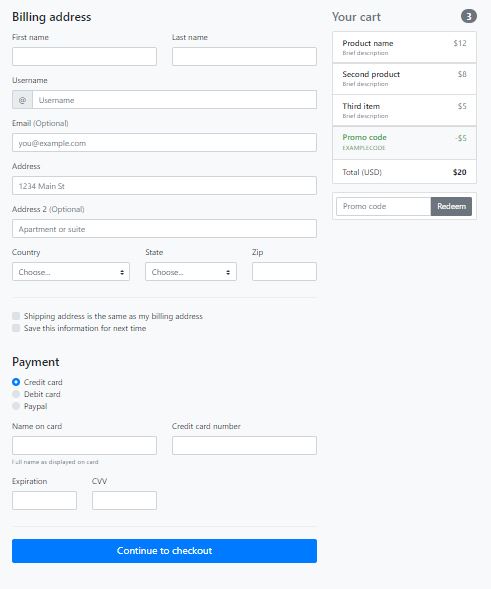 Billing address
First name Last name
Username
@ Username
Email (Optional)
you@example.com
Address
1234 Main St
Address 2 (Optional)
Apartment or suite
Country State Zip
Choose... Choose...
Shipping address is the same as my billing address
Save this information for next time
Payment
Credit card
Debit card
Paypal
Name on card Credit card number
Full name as displayed on card
Expiration CVV
Continue to checkout
Your cart 3
Product name $12
Brief description
Second product $8
Brief description
Third item $5
Brief description
Promo code -$5
EXAMPLECODE
Total (USD) $20
Promo code Redeem